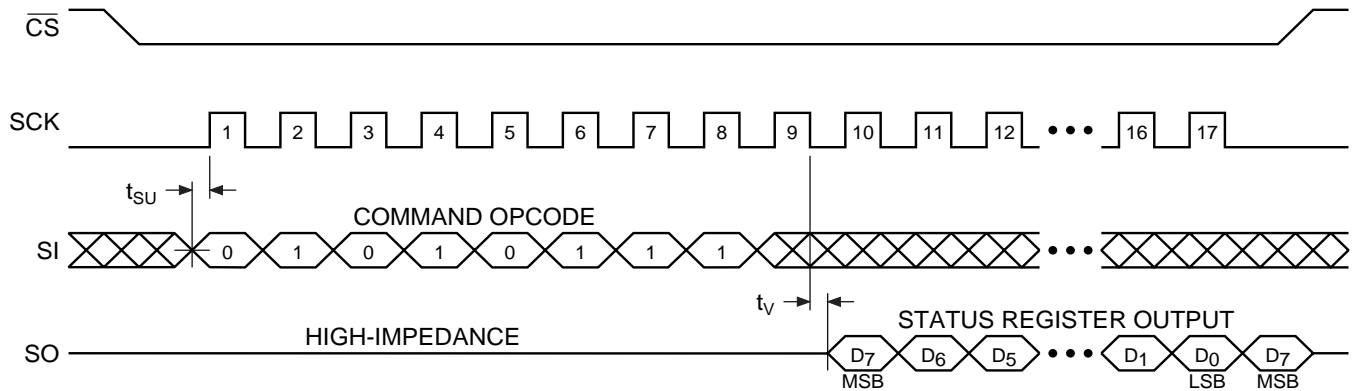 CS
SCK 1 2 3 4 5 6 7 8 9 10 11 12 • • • 16 17
tSU
COMMAND OPCODE
SI 0 1 0 1 0 1 1 1 • • •
tV
HIGH-IMPEDANCE STATUS REGISTER OUTPUT
SO D7 D6 D5 • • • D1 D0 D7
MSB LSB MSB